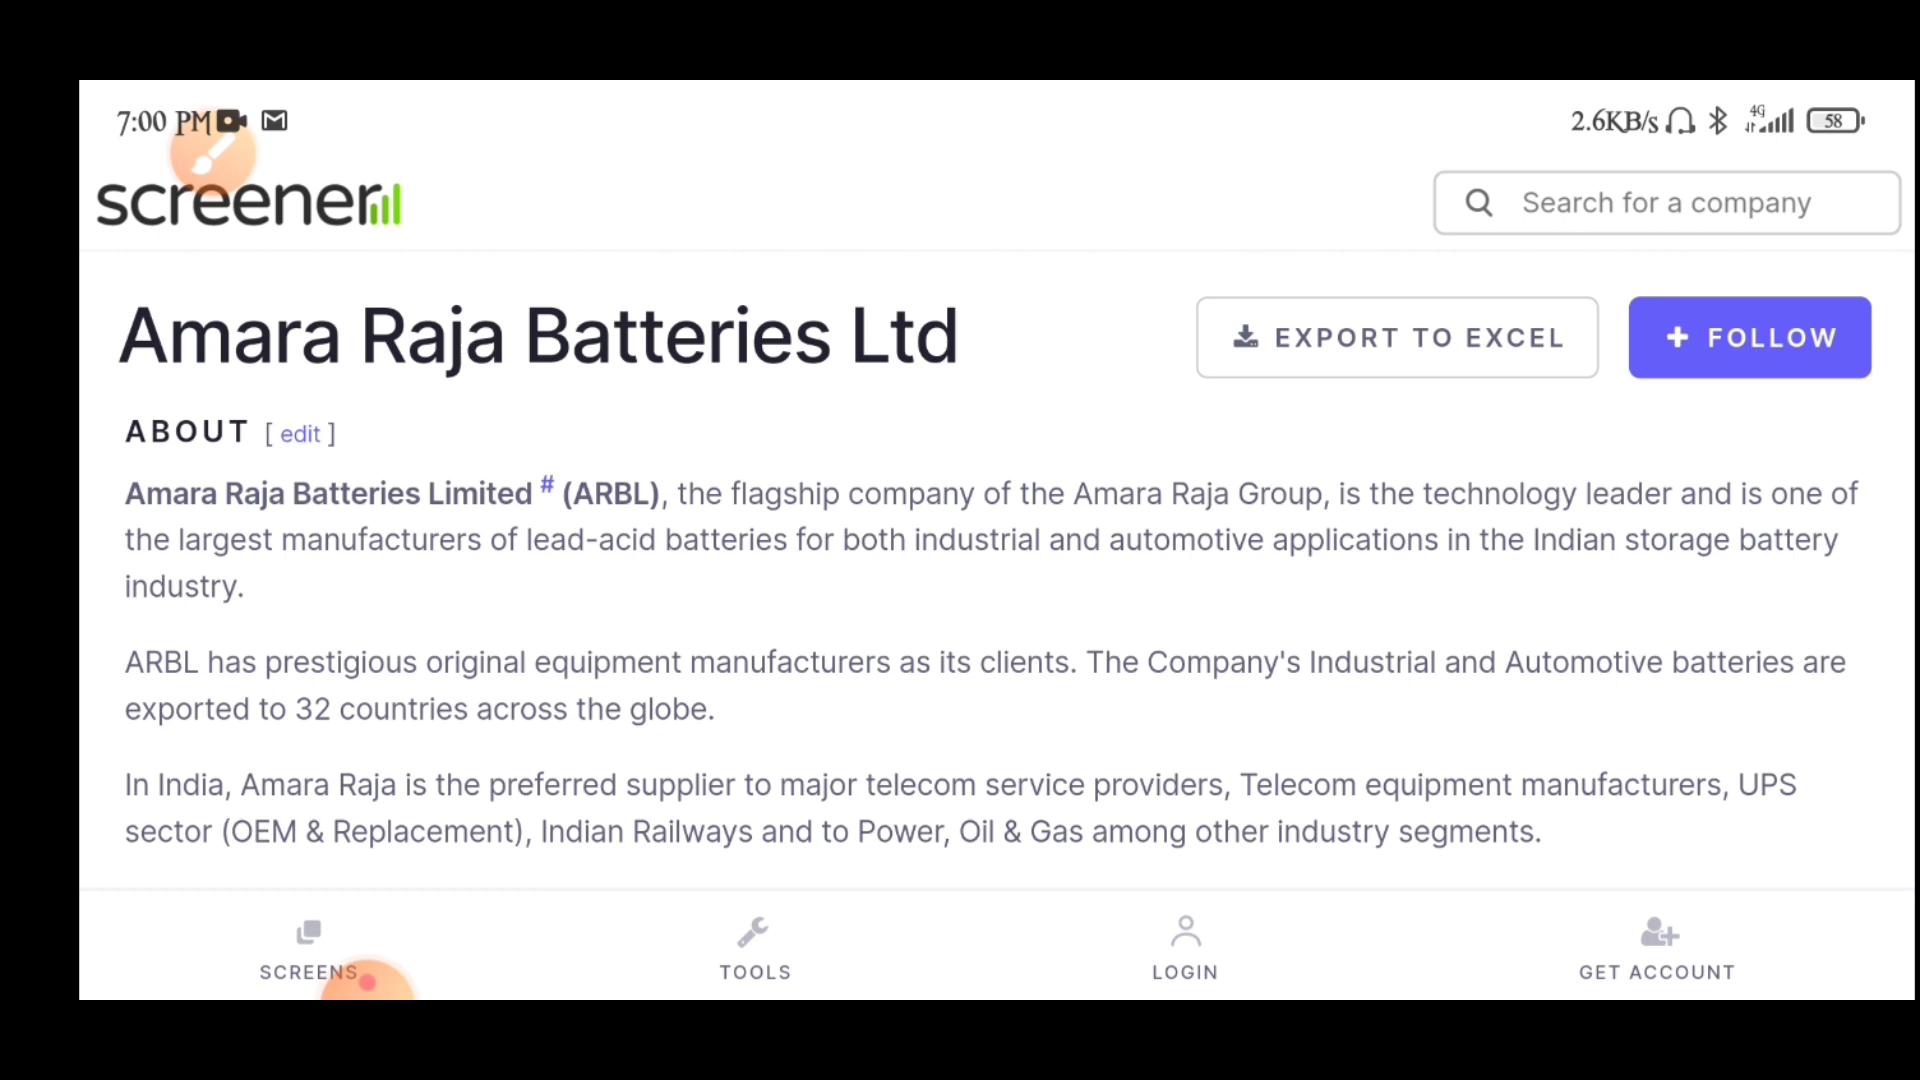 7:00 PM 2.6KB/s 4G 58
screener
Search for a company
Amara Raja Batteries Ltd
EXPORT TO EXCEL
+ FOLLOW
ABOUT [ edit ]
Amara Raja Batteries Limited # (ARBL), the flagship company of the Amara Raja Group, is the technology leader and is one of
the largest manufacturers of lead-acid batteries for both industrial and automotive applications in the Indian storage battery
industry.
ARBL has prestigious original equipment manufacturers as its clients. The Company's Industrial and Automotive batteries are
exported to 32 countries across the globe.
In India, Amara Raja is the preferred supplier to major telecom service providers, Telecom equipment manufacturers, UPS
sector (OEM & Replacement), Indian Railways and to Power, Oil & Gas among other industry segments.
SCREENS TOOLS LOGIN GET ACCOUNT